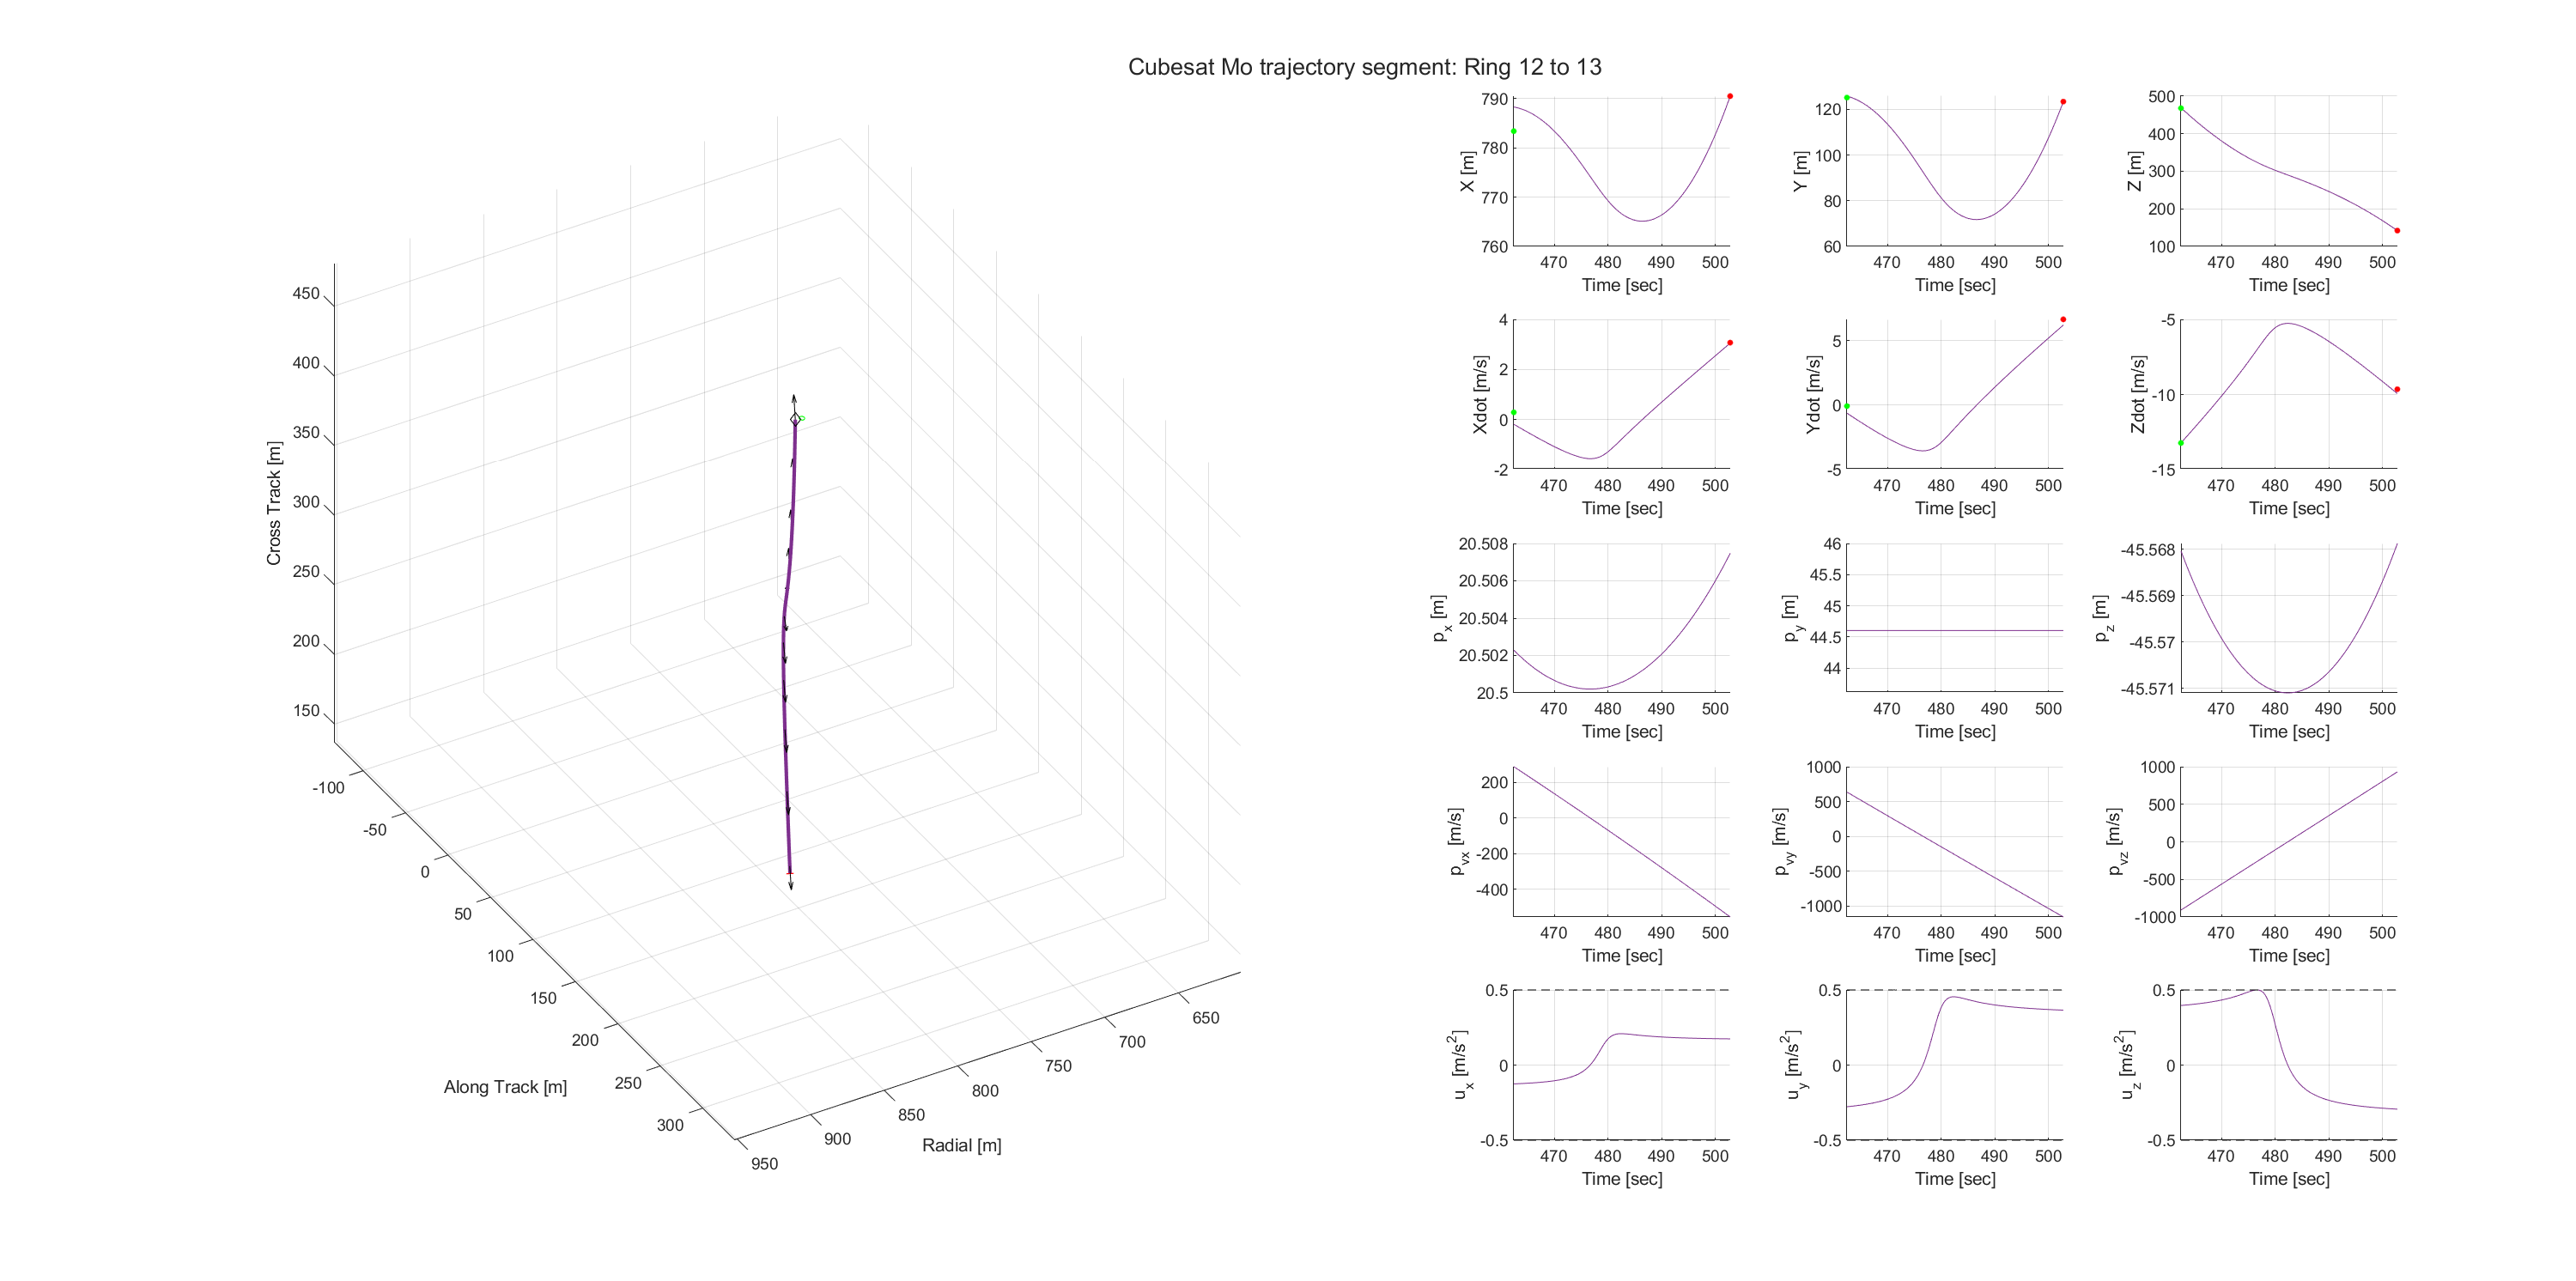 Cubesat Mo trajectory segment: Ring 12 to 13
450
400
350
300
250
200
150
Cross Track [m]
-100
-50
0
50
100
150
200
250
300
Along Track [m]
950
900
850
800
750
700
650
Radial [m]
790
780
770
760
X [m]
470 480 490 500
Time [sec]
120
100
80
60
Y [m]
470 480 490 500
Time [sec]
500
400
300
200
100
Z [m]
470 480 490 500
Time [sec]
4
2
0
-2
Xdot [m/s]
470 480 490 500
Time [sec]
5
0
-5
Ydot [m/s]
470 480 490 500
Time [sec]
-5
-10
-15
Zdot [m/s]
470 480 490 500
Time [sec]
20.508
20.506
20.504
20.502
20.5
p_x [m]
470 480 490 500
Time [sec]
46
45.5
45
44.5
44
p_y [m]
470 480 490 500
Time [sec]
-45.568
-45.569
-45.57
-45.571
p_z [m]
470 480 490 500
Time [sec]
200
0
-200
-400
p_vx [m/s]
470 480 490 500
Time [sec]
1000
500
0
-500
-1000
p_vy [m/s]
470 480 490 500
Time [sec]
1000
500
0
-500
-1000
p_vz [m/s]
470 480 490 500
Time [sec]
0.5
0
-0.5
u_x [m/s²]
470 480 490 500
Time [sec]
0.5
0
-0.5
u_y [m/s²]
470 480 490 500
Time [sec]
0.5
0
-0.5
u_z [m/s²]
470 480 490 500
Time [sec]